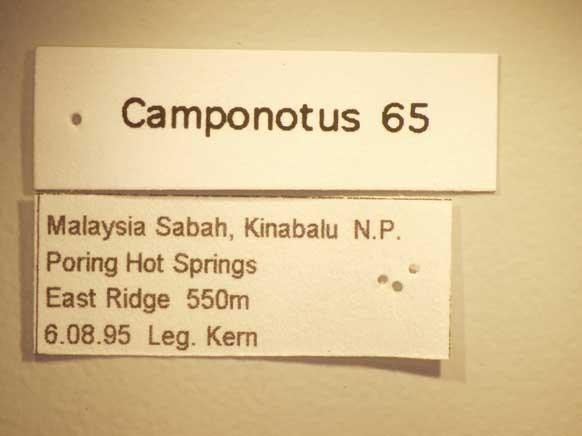 Camponotus 65
Malaysia Sabah, Kinabalu N.P.
Poring Hot Springs
East Ridge 550m
6.08.95 Leg. Kern